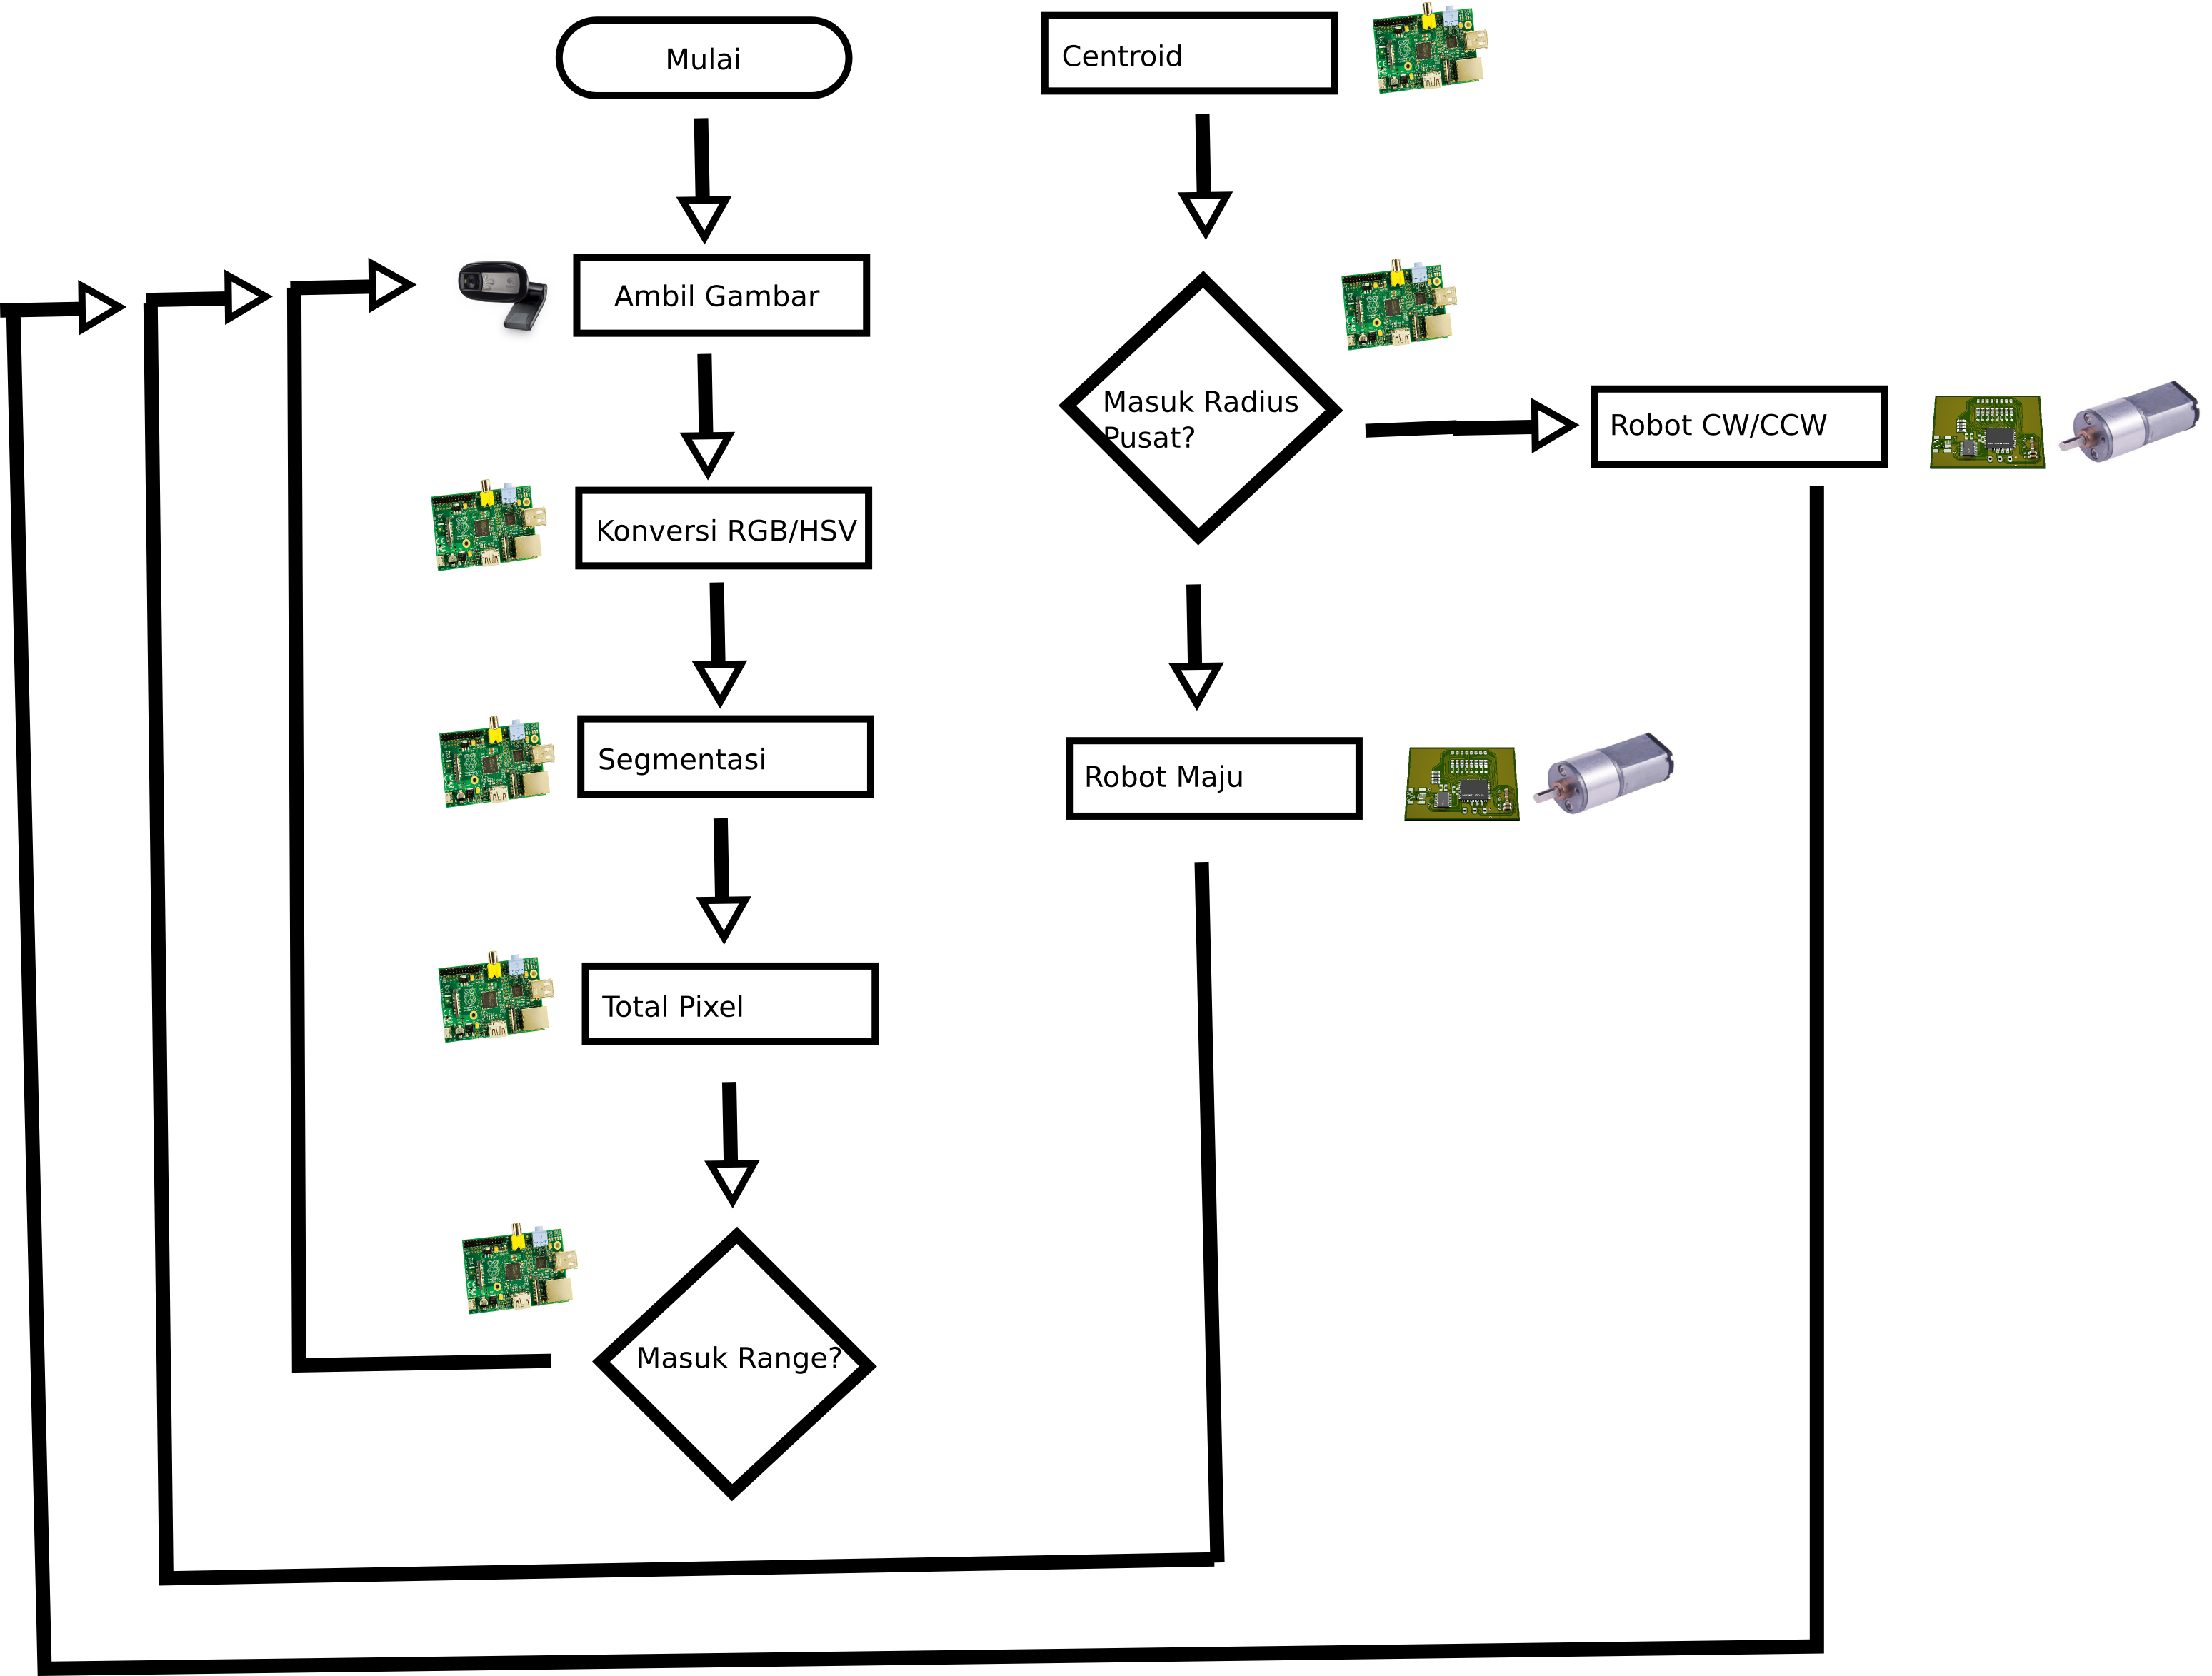 Mulai
Ambil Gambar
Konversi RGB/HSV
Segmentasi
Total Pixel
Masuk Range?
Centroid
Masuk Radius
Pusat?
Robot CW/CCW
Robot Maju